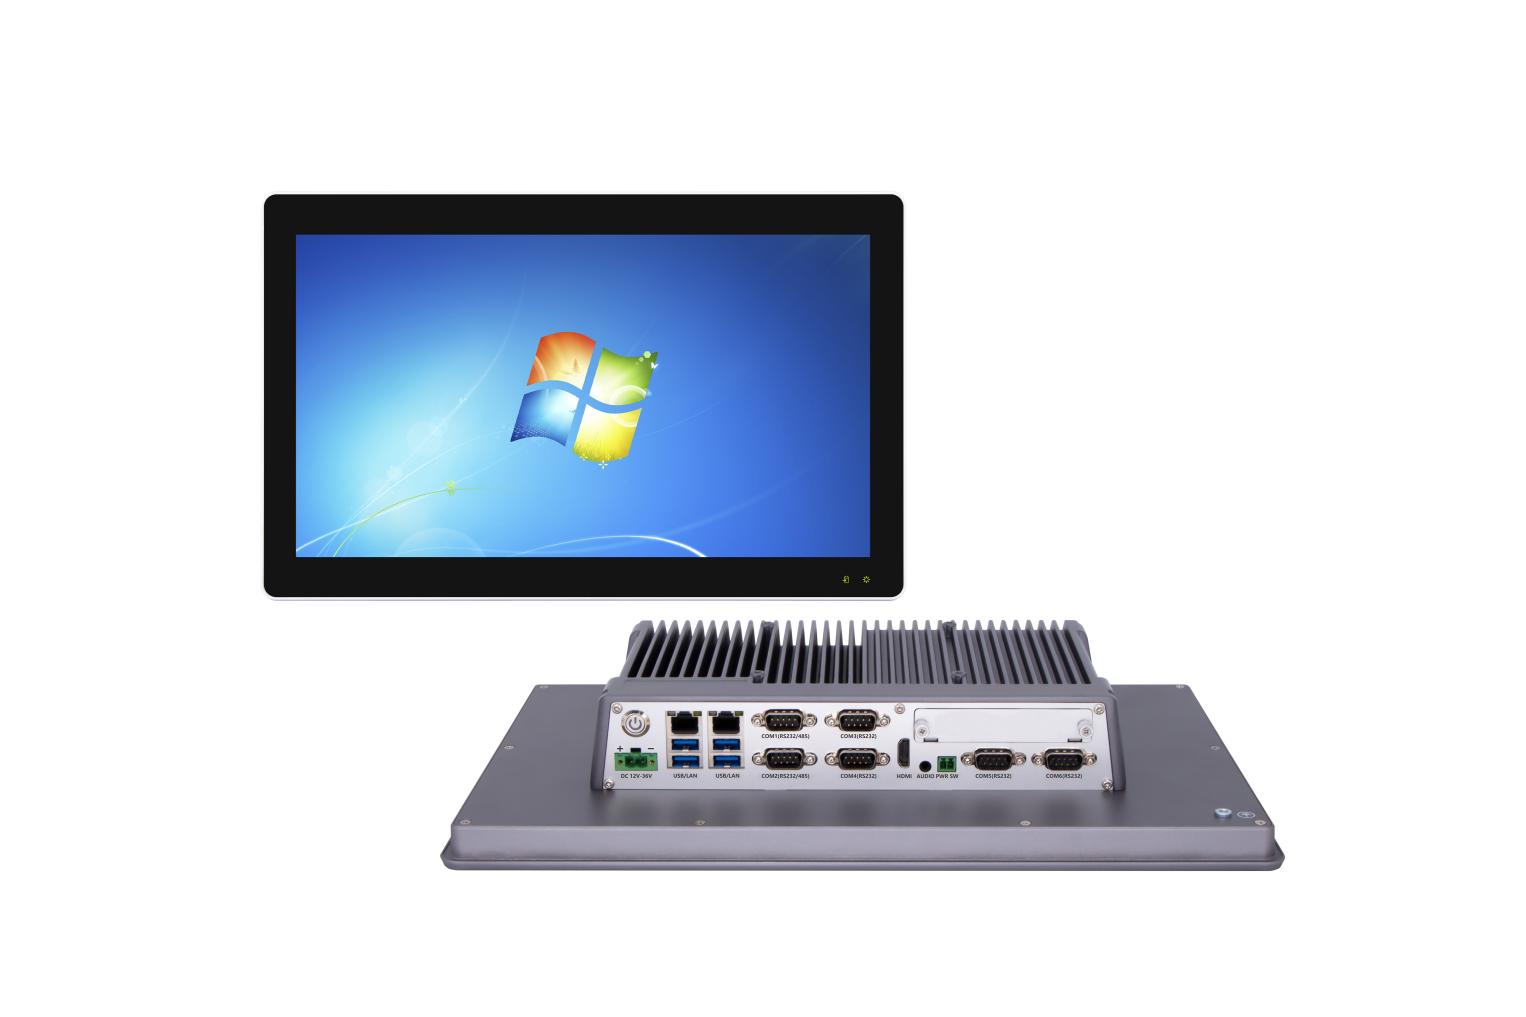 COM1(RS232/485)
COM3(RS232)
+ −
DC 12V-36V
USB/LAN
USB/LAN
COM2(RS232/485)
COM4(RS232)
HDMI
AUDIO
PWR SW
COM5(RS232)
COM6(RS232)